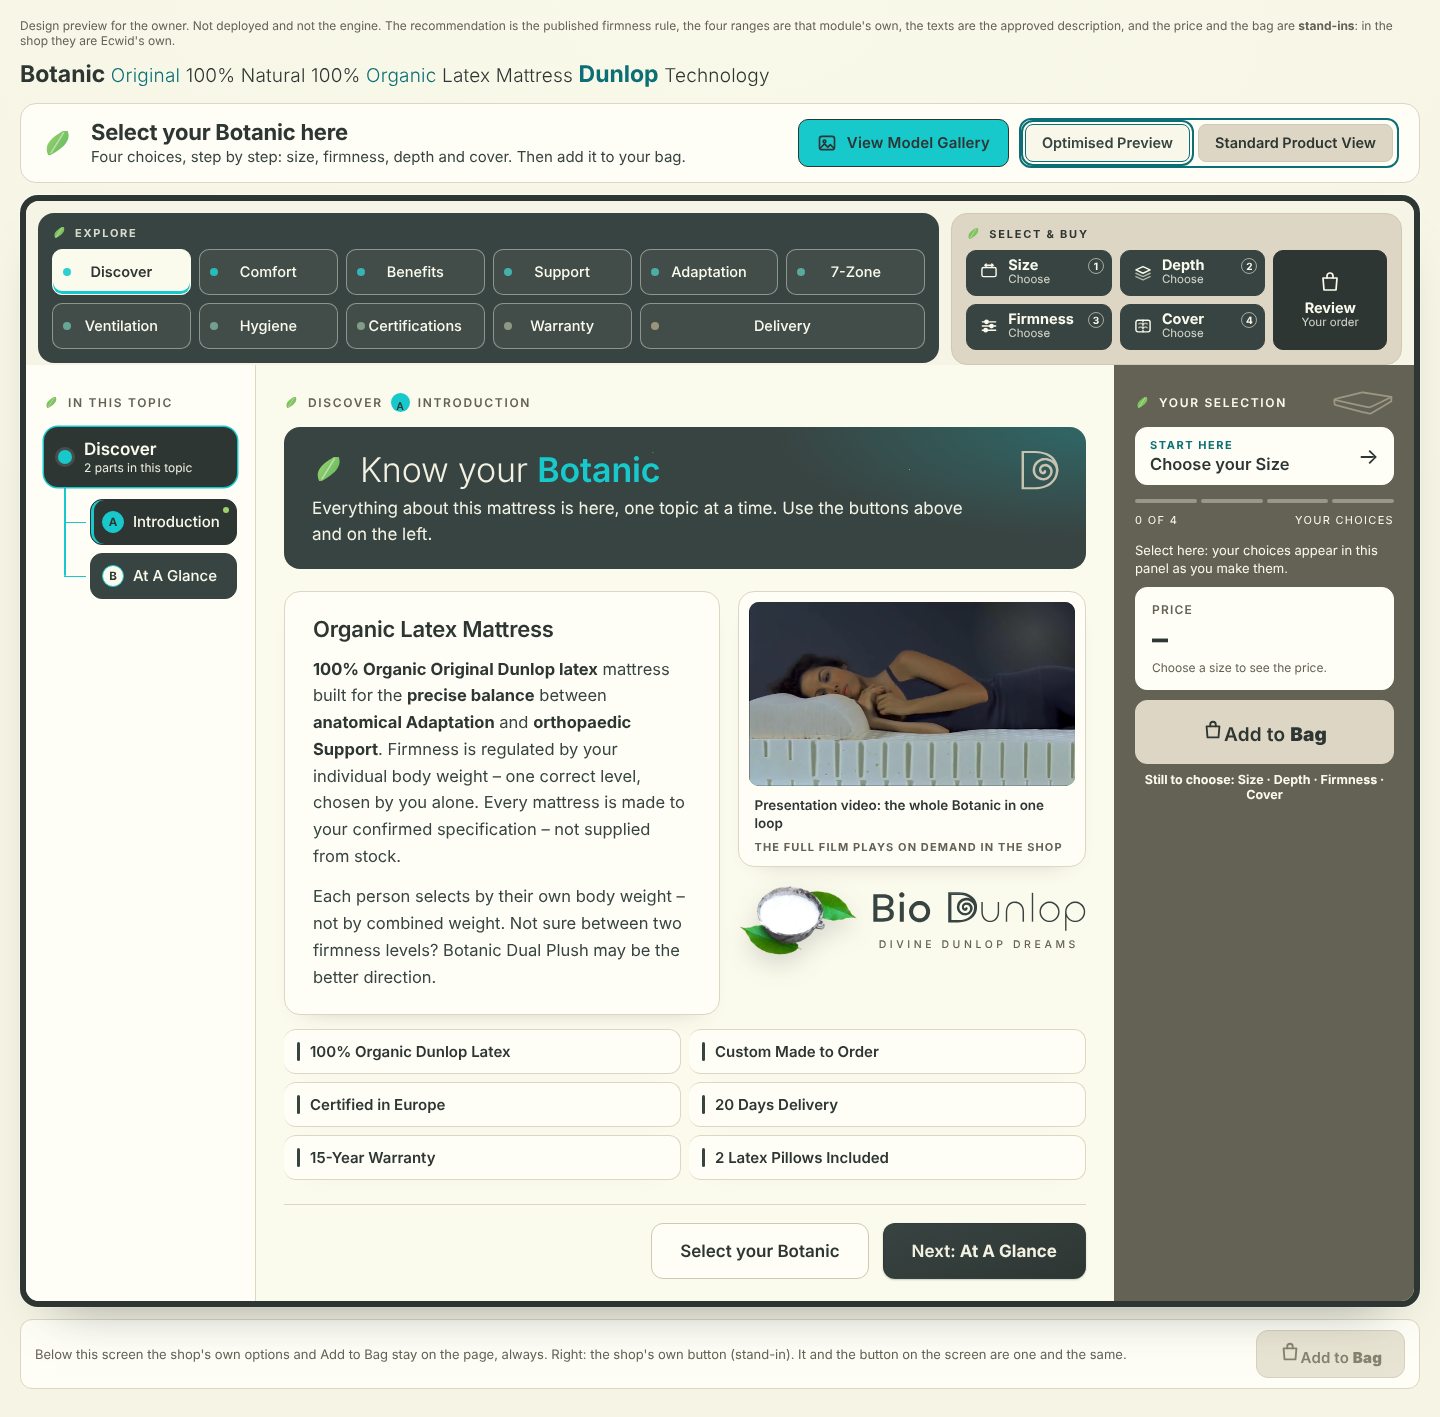 Design preview for the owner. Not deployed and not the engine. The recommendation is the published firmness rule, the four ranges are that module's own, the texts are the approved description, and the price and the bag are stand-ins: in the
shop they are Ecwid's own.
Botanic Original 100% Natural 100% Organic Latex Mattress Dunlop Technology
Select your Botanic here
Four choices, step by step: size, firmness, depth and cover. Then add it to your bag.
View Model Gallery
Optimised Preview
Standard Product View
EXPLORE
Discover
Comfort
Benefits
Support
Adaptation
7-Zone
Ventilation
Hygiene
Certifications
Warranty
Delivery
SELECT & BUY
Size
Choose
1
Depth
Choose
2
Firmness
Choose
3
Cover
Choose
4
Review
Your order
IN THIS TOPIC
Discover
2 parts in this topic
A Introduction
B At A Glance
DISCOVER A INTRODUCTION
Know your Botanic
Everything about this mattress is here, one topic at a time. Use the buttons above
and on the left.
Organic Latex Mattress
100% Organic Original Dunlop latex mattress
built for the precise balance between
anatomical Adaptation and orthopaedic
Support. Firmness is regulated by your
individual body weight – one correct level,
chosen by you alone. Every mattress is made to
your confirmed specification – not supplied
from stock.
Each person selects by their own body weight –
not by combined weight. Not sure between two
firmness levels? Botanic Dual Plush may be the
better direction.
Presentation video: the whole Botanic in one
loop
THE FULL FILM PLAYS ON DEMAND IN THE SHOP
Bio Dunlop
DIVINE DUNLOP DREAMS
100% Organic Dunlop Latex
Custom Made to Order
Certified in Europe
20 Days Delivery
15-Year Warranty
2 Latex Pillows Included
Select your Botanic
Next: At A Glance
YOUR SELECTION
START HERE
Choose your Size
0 OF 4
YOUR CHOICES
Select here: your choices appear in this
panel as you make them.
PRICE
–
Choose a size to see the price.
Add to Bag
Still to choose: Size · Depth · Firmness ·
Cover
Below this screen the shop's own options and Add to Bag stay on the page, always. Right: the shop's own button (stand-in). It and the button on the screen are one and the same.
Add to Bag